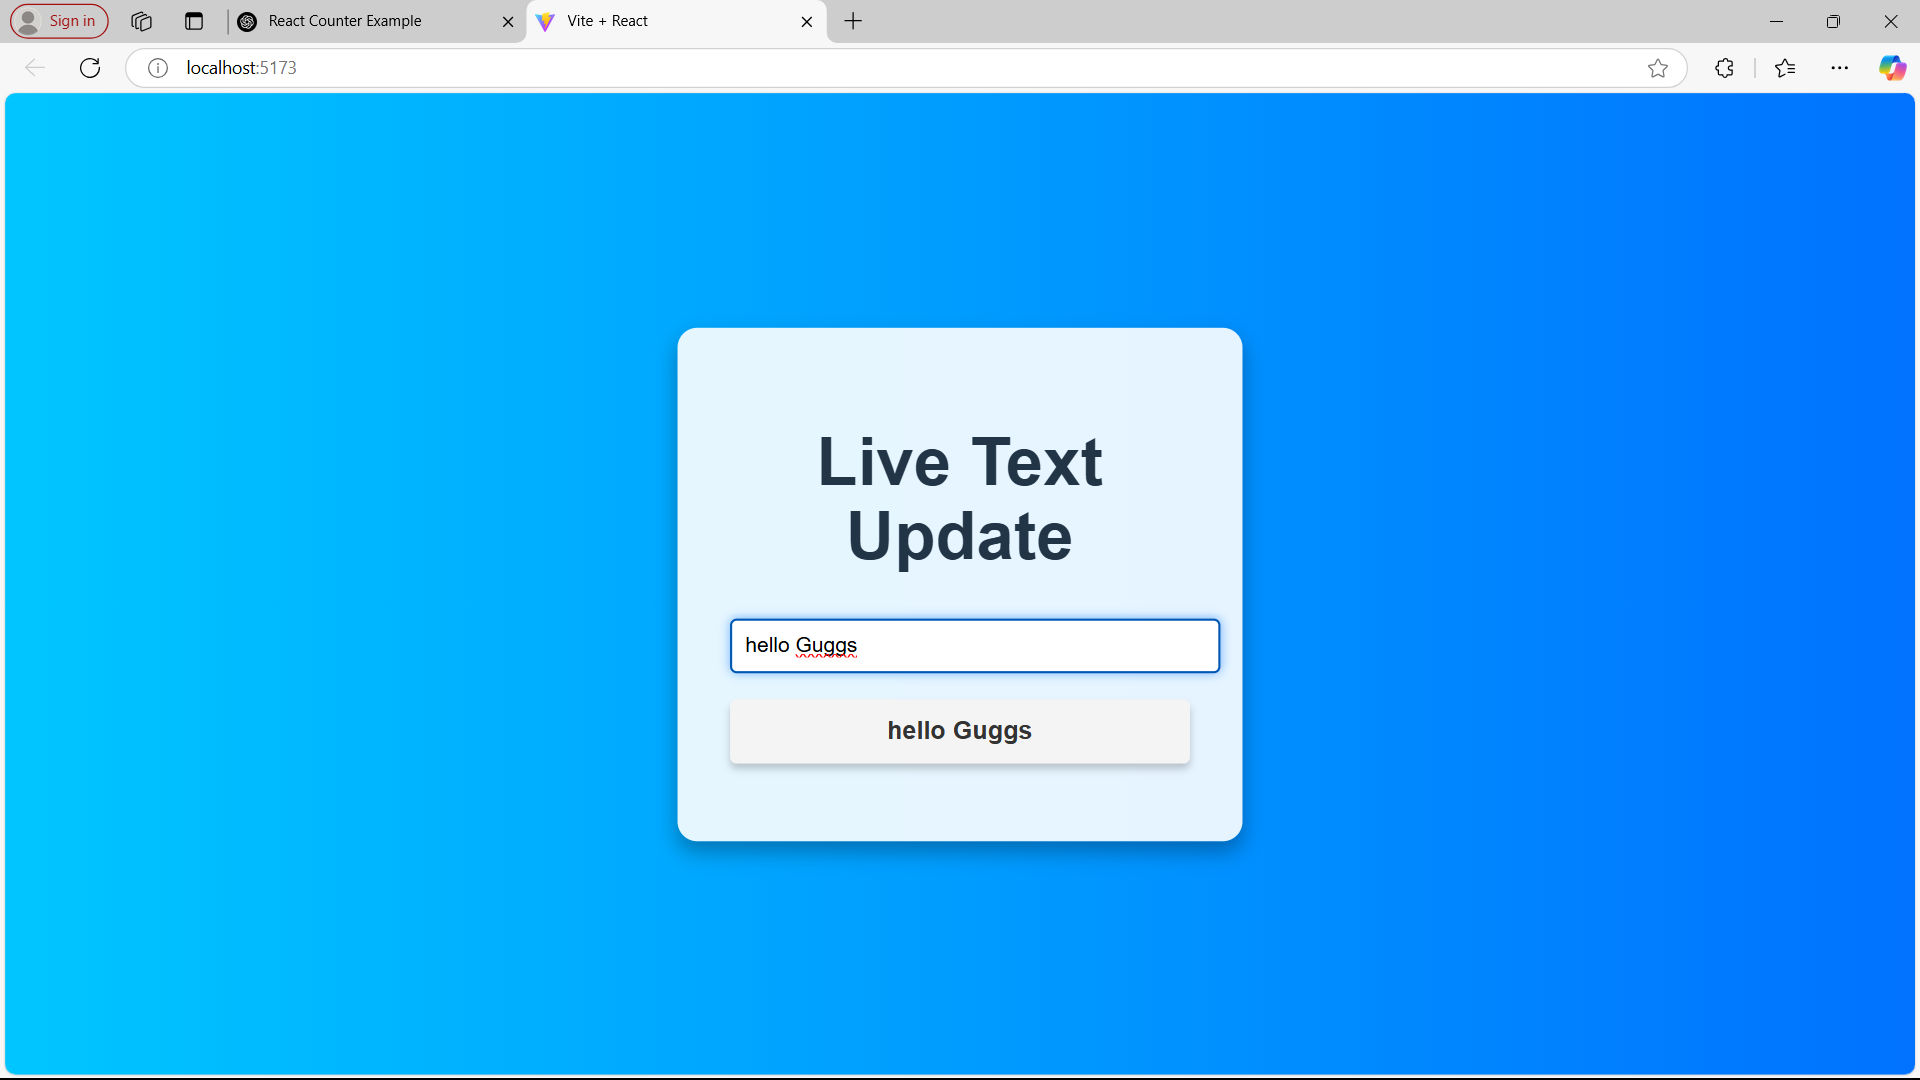 Sign in
React Counter Example
Vite + React
localhost:5173
Live Text
Update
hello Guggs
hello Guggs